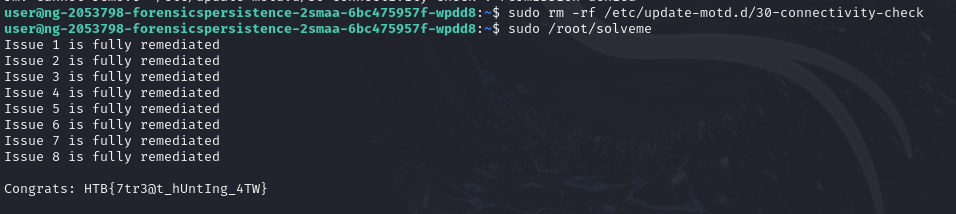 user@ng-2053798-forensicspersistence-2smaa-6bc475957f-wpdd8:~$ sudo rm -rf /etc/update-motd.d/30-connectivity-check
user@ng-2053798-forensicspersistence-2smaa-6bc475957f-wpdd8:~$ sudo /root/solveme
Issue 1 is fully remediated
Issue 2 is fully remediated
Issue 3 is fully remediated
Issue 4 is fully remediated
Issue 5 is fully remediated
Issue 6 is fully remediated
Issue 7 is fully remediated
Issue 8 is fully remediated
Congrats: HTB{7tr3@t_hUntIng_4TW}